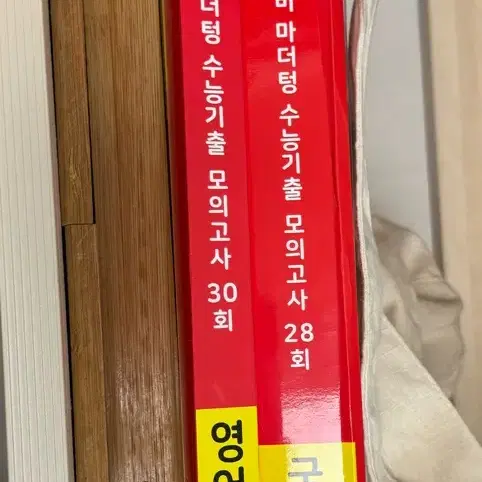 더텅 수능기출 모의고사 30회
영어
마더텅 수능기출 모의고사 28회